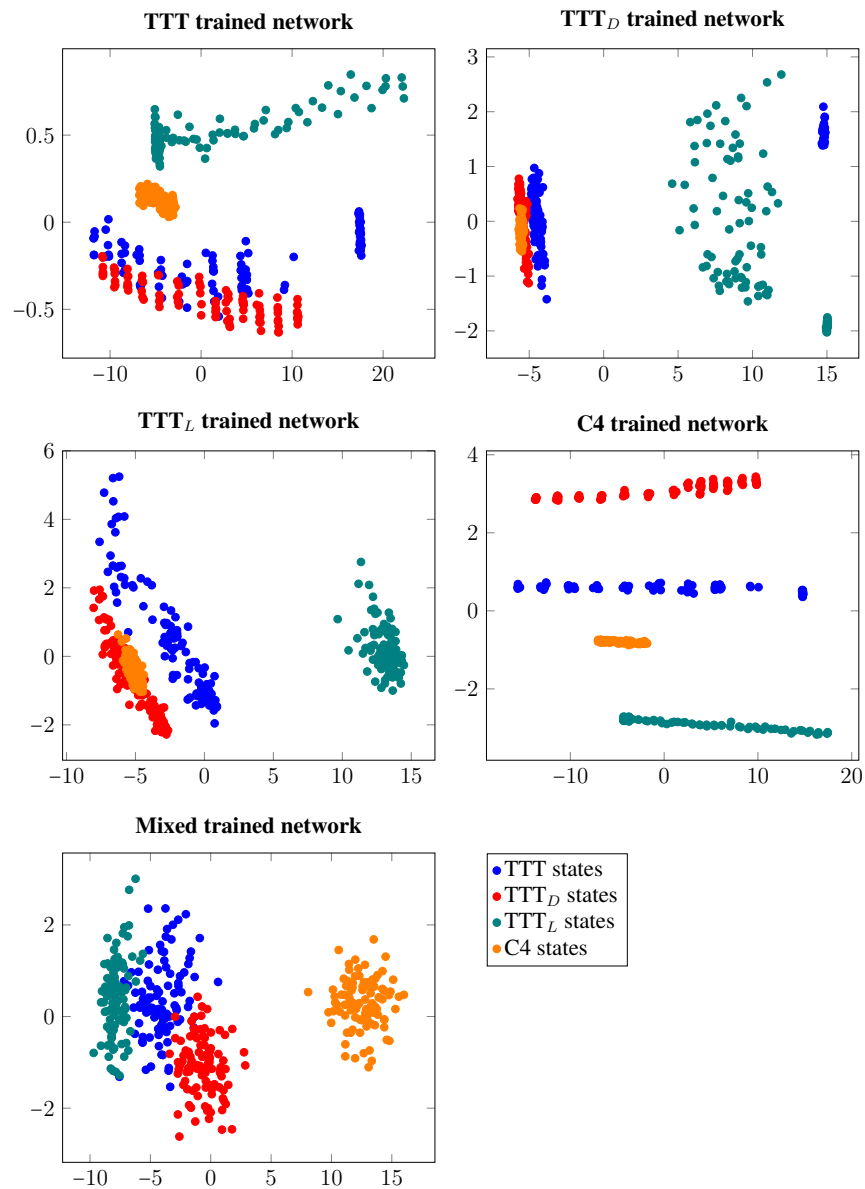 TTT trained network
0.5
0
−0.5
−10 0 10 20
TTT_D trained network
3
2
1
0
−1
−2
−5 0 5 10 15
TTT_L trained network
6
4
2
0
−2
−10 −5 0 5 10 15
C4 trained network
4
2
0
−2
−10 0 10 20
Mixed trained network
2
0
−2
−10 −5 0 5 10 15
TTT states
TTT_D states
TTT_L states
C4 states